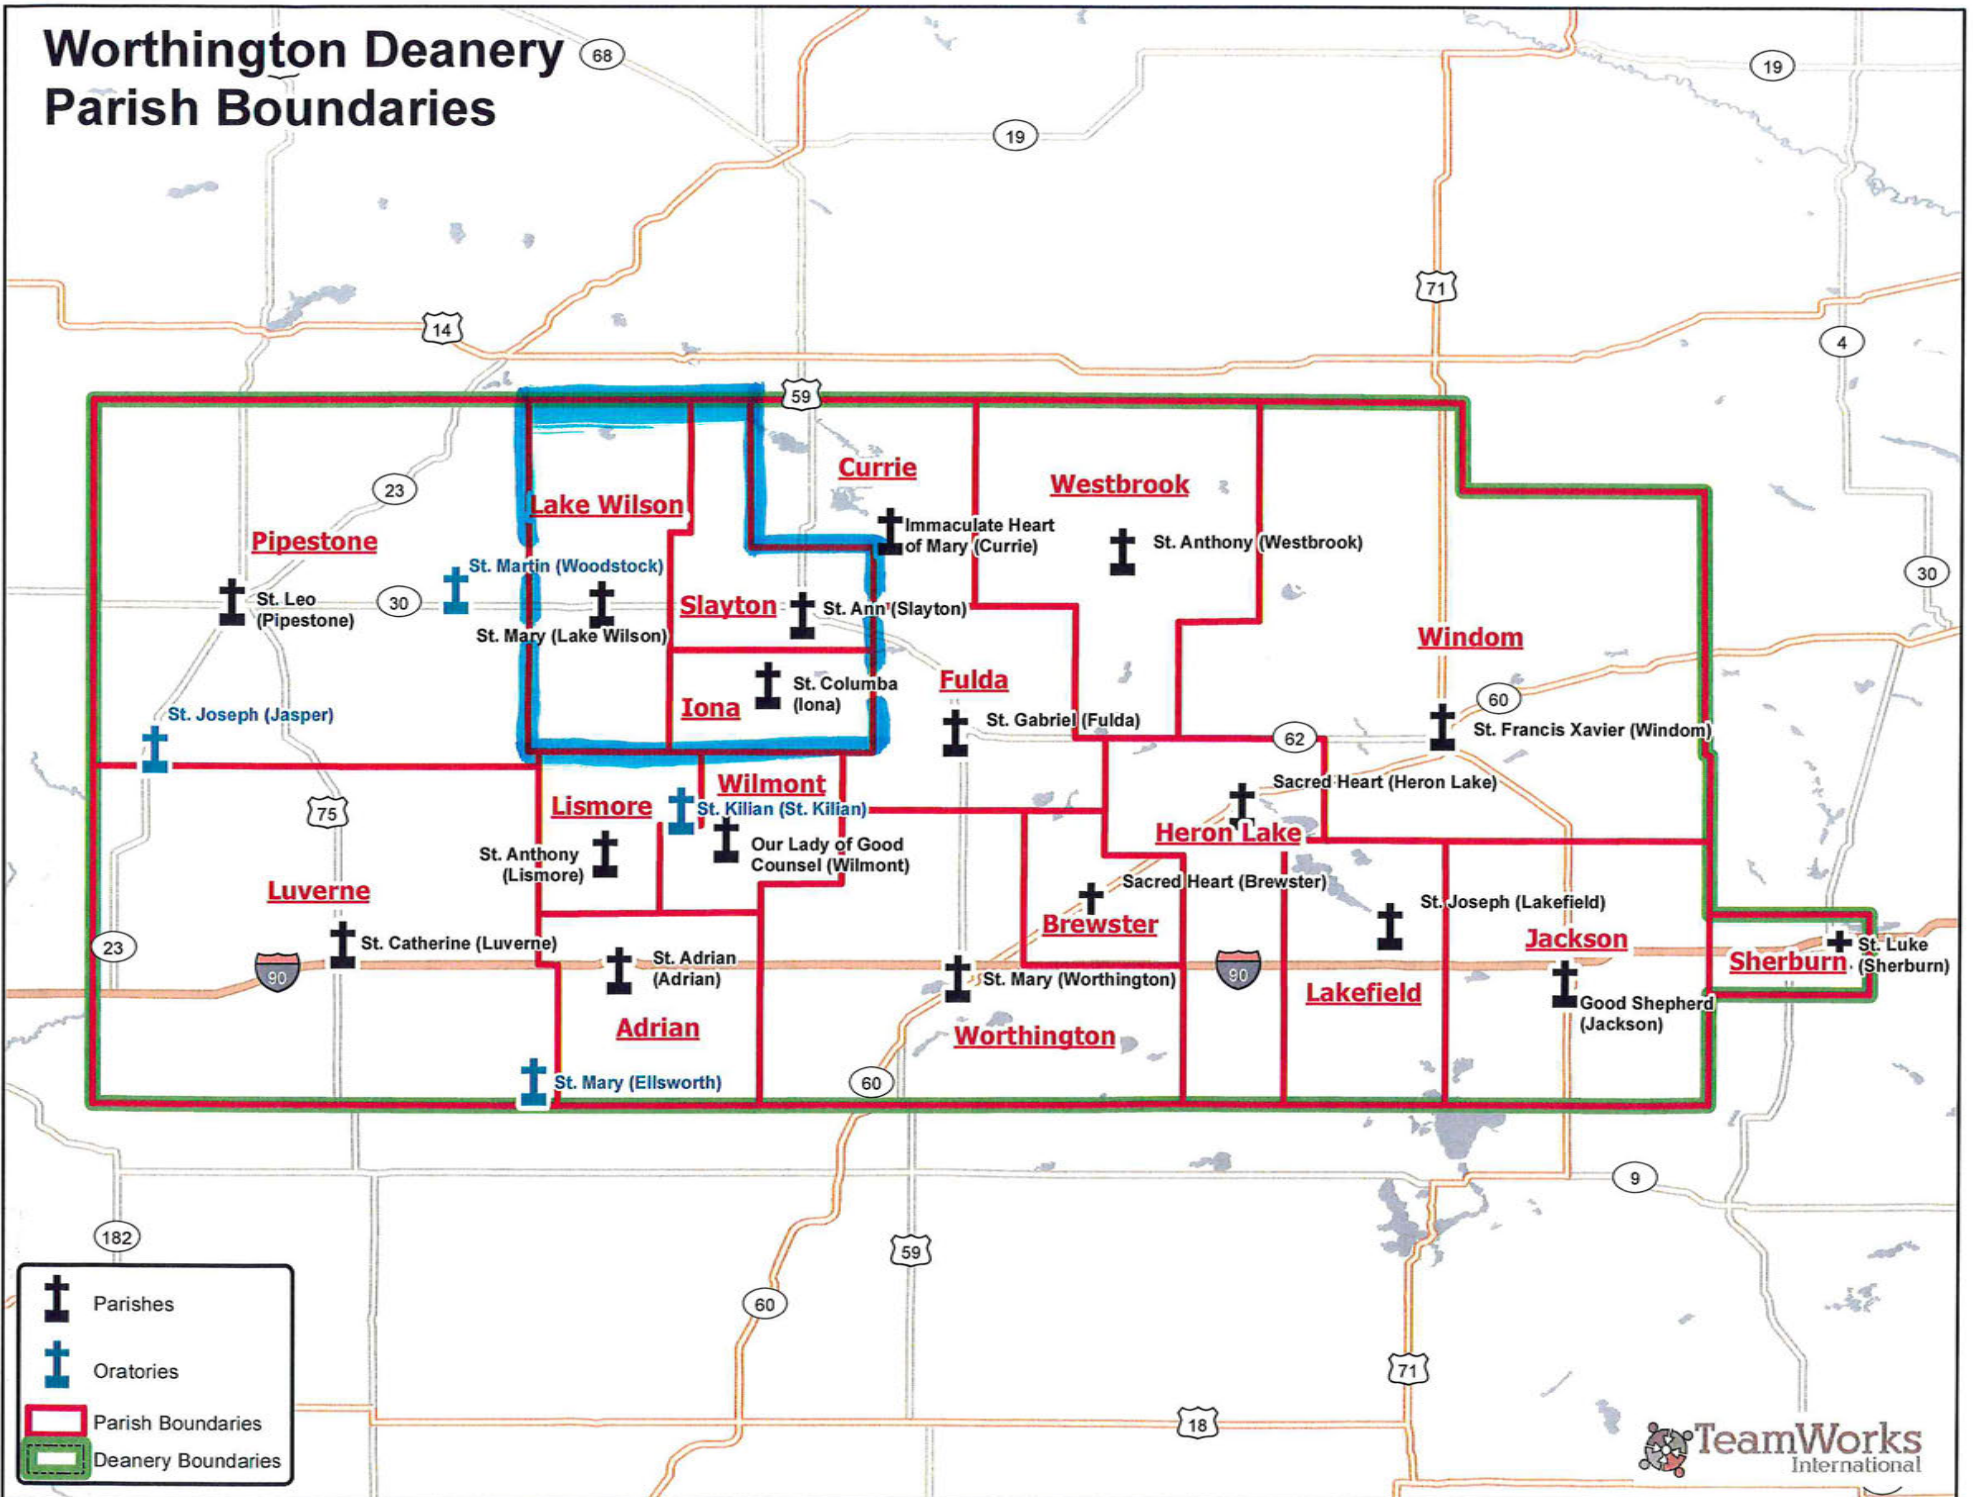 Worthington Deanery
Parish Boundaries
68
19
19
71
14
4
59
23
Currie
Westbrook
Lake Wilson
Immaculate Heart
of Mary (Currie)
Pipestone
St. Anthony (Westbrook)
St. Martin (Woodstock)
30
St. Leo
(Pipestone)
30
Slayton
St. Ann (Slayton)
St. Mary (Lake Wilson)
Windom
Fulda
St. Columba
(Iona)
Iona
60
St. Joseph (Jasper)
St. Gabriel (Fulda)
62
St. Francis Xavier (Windom)
Wilmont
Sacred Heart (Heron Lake)
Lismore
St. Kilian (St. Kilian)
75
Heron Lake
Our Lady of Good
Counsel (Wilmont)
St. Anthony
(Lismore)
Sacred Heart (Brewster)
Luverne
St. Joseph (Lakefield)
Brewster
Jackson
23
St. Catherine (Luverne)
St. Luke
(Sherburn)
Sherburn
90
St. Adrian
(Adrian)
90
St. Mary (Worthington)
Lakefield
Good Shepherd
(Jackson)
Adrian
Worthington
St. Mary (Ellsworth)
60
9
182
59
60
71
18
Parishes
Oratories
Parish Boundaries
Deanery Boundaries
TeamWorks
International